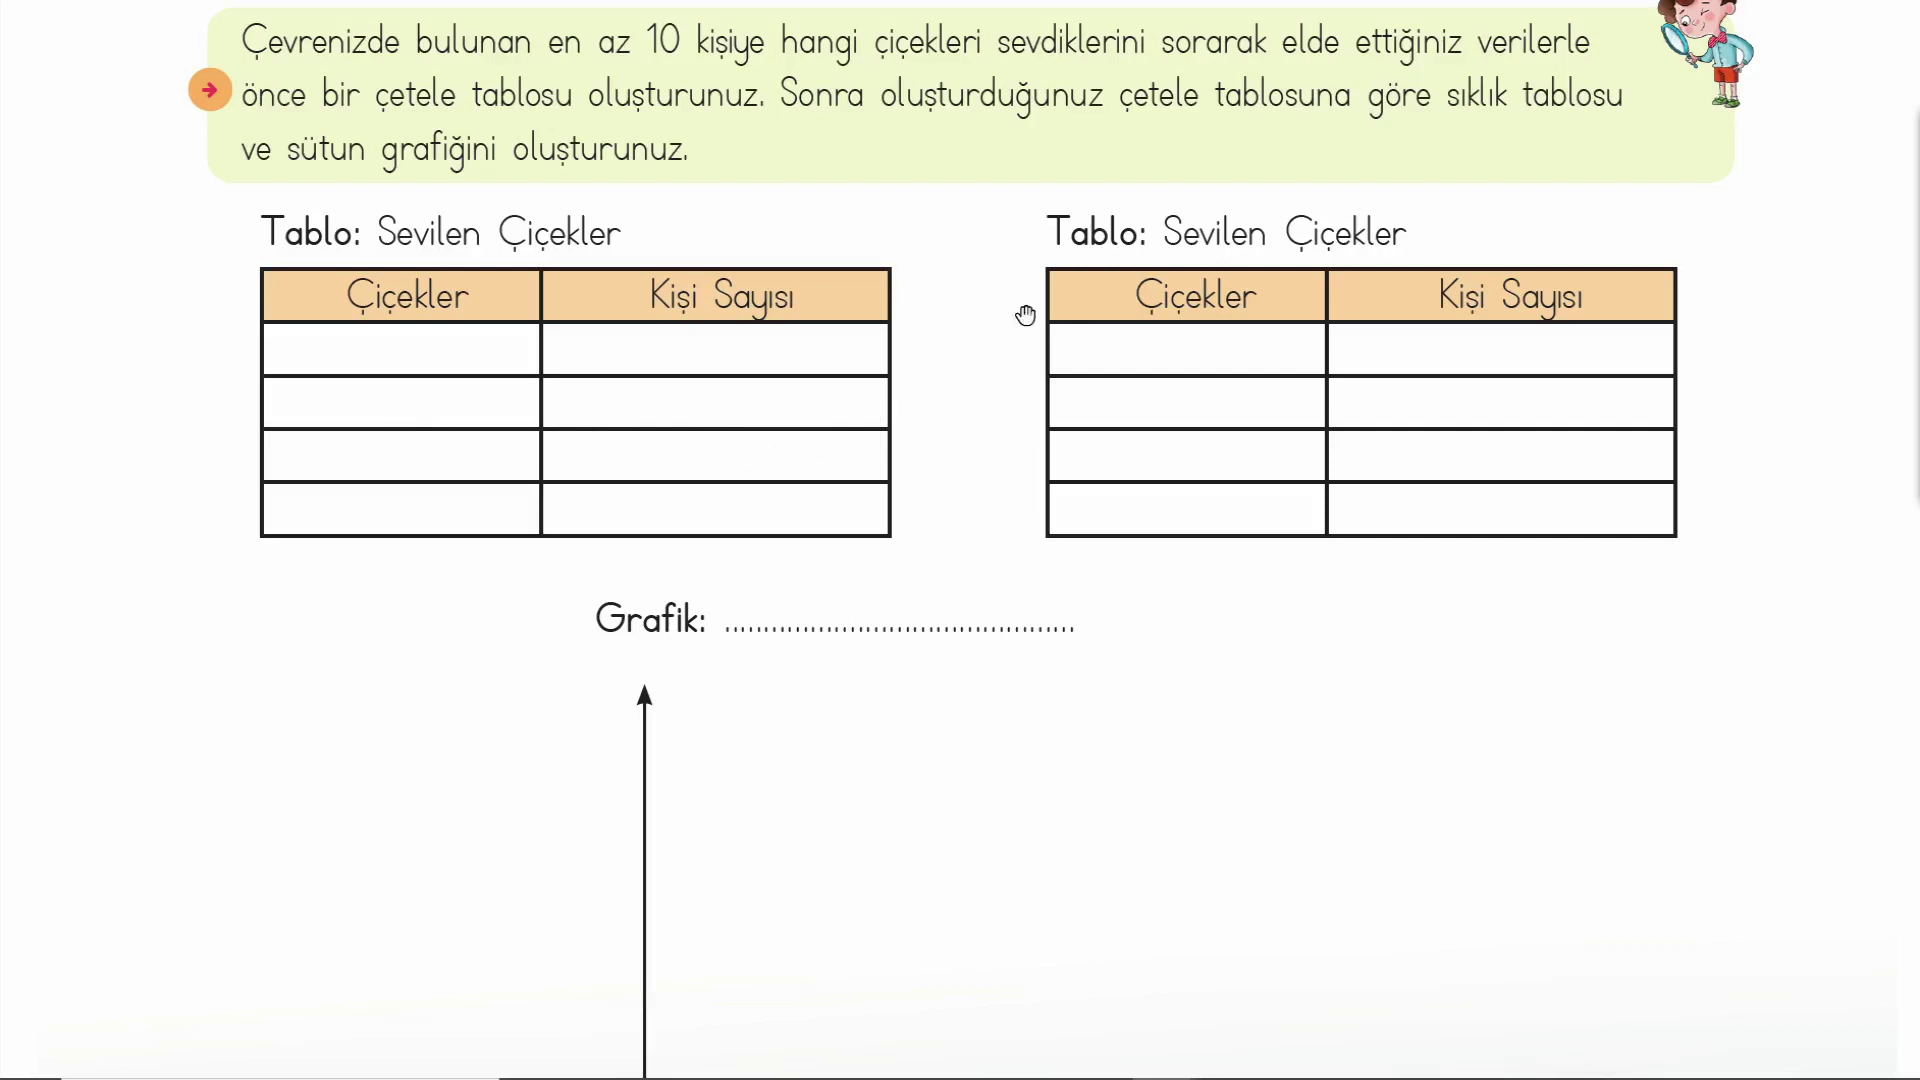 Çevrenizde bulunan en az 10 kişiye hangi çiçekleri sevdiklerini sorarak elde ettiğiniz verilerle
önce bir çetele tablosu oluşturunuz. Sonra oluşturduğunuz çetele tablosuna göre sıklık tablosu
ve sütun grafiğini oluşturunuz.
Tablo: Sevilen Çiçekler
Çiçekler Kişi Sayısı
Tablo: Sevilen Çiçekler
Çiçekler Kişi Sayısı
Grafik: .............................................